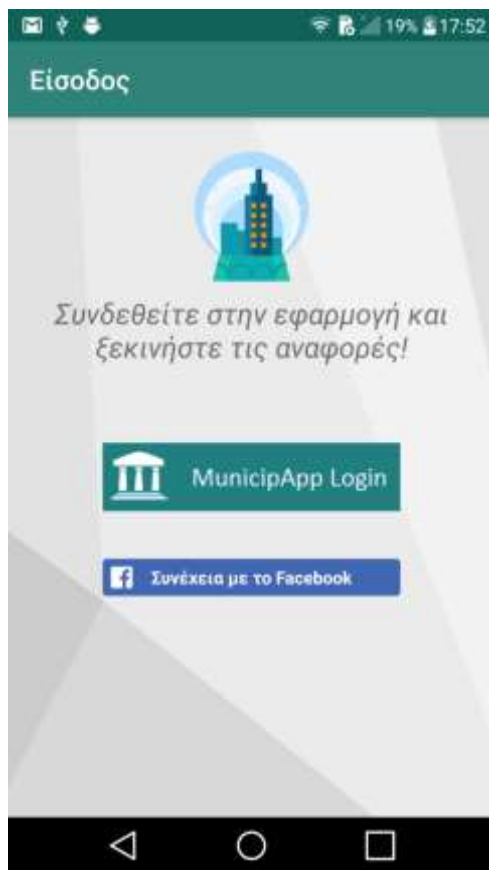 19% 17:52
Είσοδος
Συνδεθείτε στην εφαρμογή και
ξεκινήστε τις αναφορές!
MunicipApp Login
f Συνέχεια με το Facebook